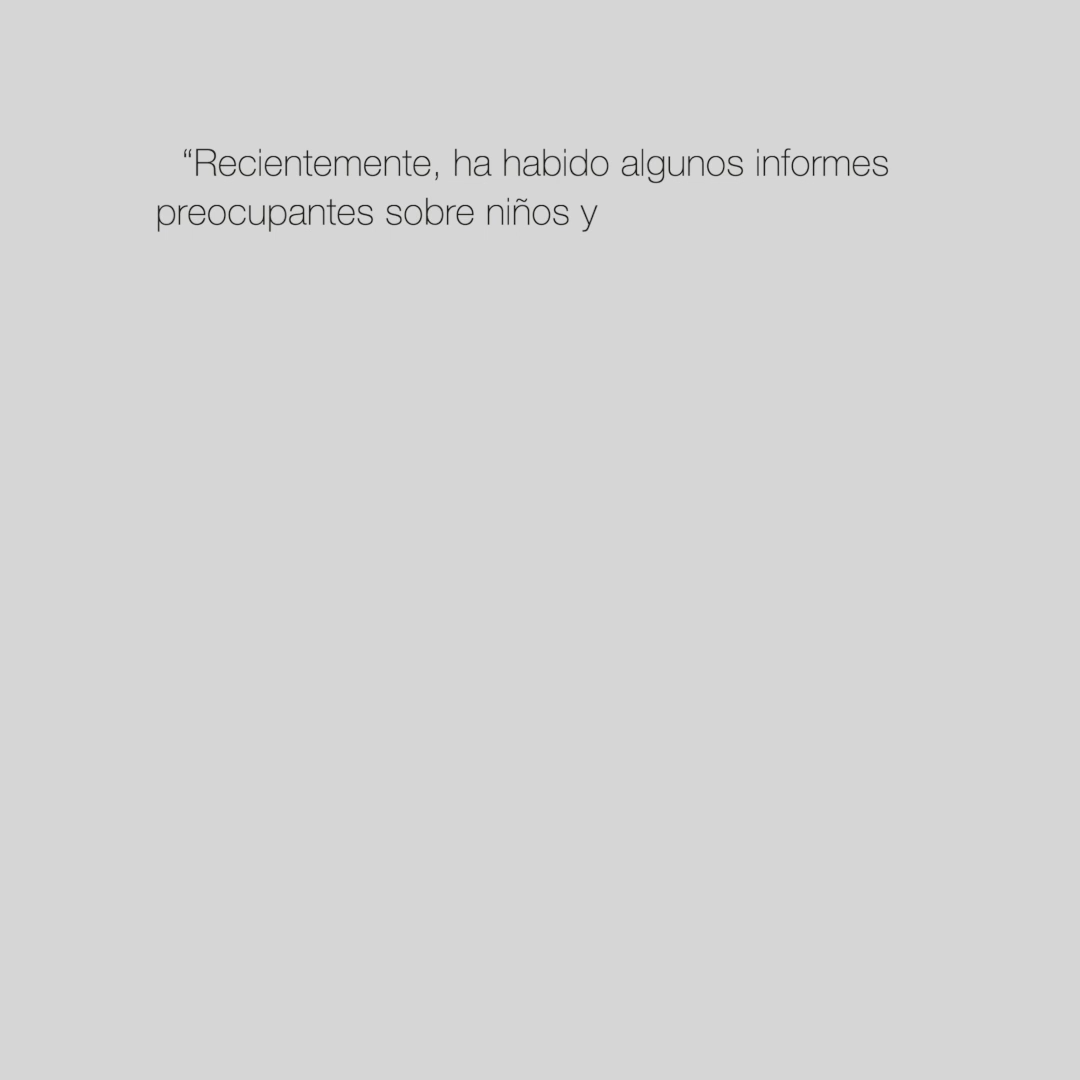 “Recientemente, ha habido algunos informes
preocupantes sobre niños y